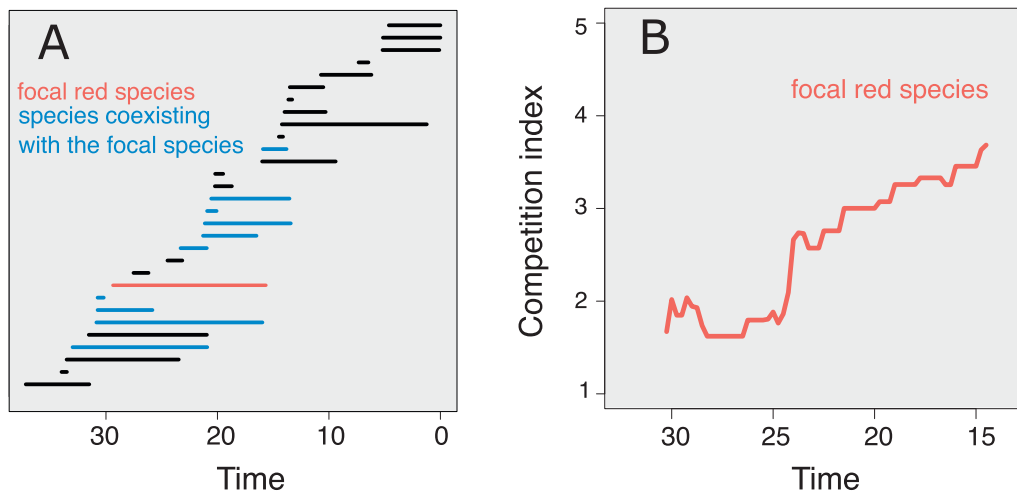 A
focal red species
species coexisting
with the focal species
30
20
10
0
Time
B
focal red species
5
4
3
2
1
Competition index
30
25
20
15
Time